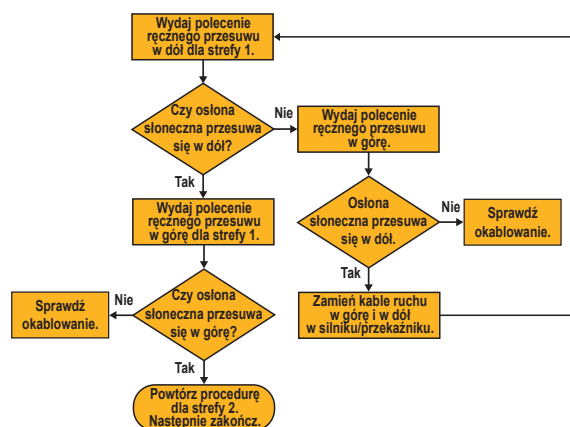 Wydaj polecenie
ręcznego przesuwu
w dół dla strefy 1.
Czy osłona
słoneczna przesuwa
się w dół?
Nie
Wydaj polecenie
ręcznego przesuwu
w górę.
Tak
Wydaj polecenie
ręcznego przesuwu
w górę dla strefy 1.
Osłona
słoneczna przesuwa
się w dół.
Nie
Sprawdź
okablowanie.
Tak
Zamień kable ruchu
w górę i w dół
w silniku/przekaźniku.
Czy osłona
słoneczna przesuwa
się w górę?
Nie
Sprawdź
okablowanie.
Tak
Powtórz procedurę
dla strefy 2.
Następnie zakończ.